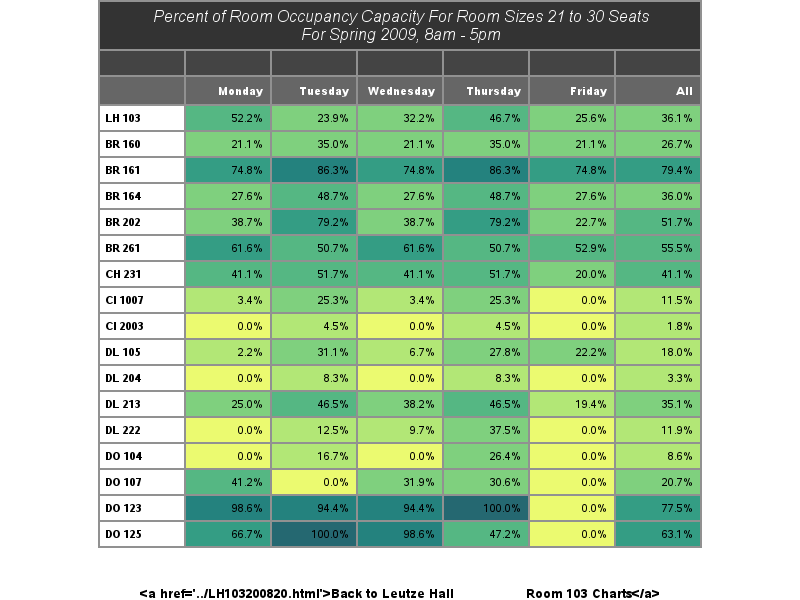 Percent of Room Occupancy Capacity For Room Sizes 21 to 30 Seats
For Spring 2009, 8am - 5pm
Monday Tuesday Wednesday Thursday Friday All
LH 103 52.2% 23.9% 32.2% 46.7% 25.6% 36.1%
BR 160 21.1% 35.0% 21.1% 35.0% 21.1% 26.7%
BR 161 74.8% 86.3% 74.8% 86.3% 74.8% 79.4%
BR 164 27.6% 48.7% 27.6% 48.7% 27.6% 36.0%
BR 202 38.7% 79.2% 38.7% 79.2% 22.7% 51.7%
BR 261 61.6% 50.7% 61.6% 50.7% 52.9% 55.5%
CH 231 41.1% 51.7% 41.1% 51.7% 20.0% 41.1%
CI 1007 3.4% 25.3% 3.4% 25.3% 0.0% 11.5%
CI 2003 0.0% 4.5% 0.0% 4.5% 0.0% 1.8%
DL 105 2.2% 31.1% 6.7% 27.8% 22.2% 18.0%
DL 204 0.0% 8.3% 0.0% 8.3% 0.0% 3.3%
DL 213 25.0% 46.5% 38.2% 46.5% 19.4% 35.1%
DL 222 0.0% 12.5% 9.7% 37.5% 0.0% 11.9%
DO 104 0.0% 16.7% 0.0% 26.4% 0.0% 8.6%
DO 107 41.2% 0.0% 31.9% 30.6% 0.0% 20.7%
DO 123 98.6% 94.4% 94.4% 100.0% 0.0% 77.5%
DO 125 66.7% 100.0% 98.6% 47.2% 0.0% 63.1%
<a href='../LH103200820.html'>Back to Leutze Hall Room 103 Charts</a>